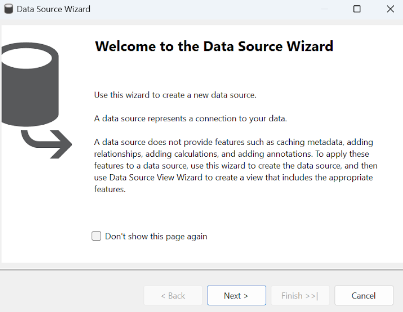 Data Source Wizard
Welcome to the Data Source Wizard
Use this wizard to create a new data source.
A data source represents a connection to your data.
A data source does not provide features such as caching metadata, adding
relationships, adding calculations, and adding annotations. To apply these
features to a data source, use this wizard to create the data source, and then
use Data Source View Wizard to create a view that includes the appropriate
features.
Don't show this page again
< Back Next > Finish >>| Cancel